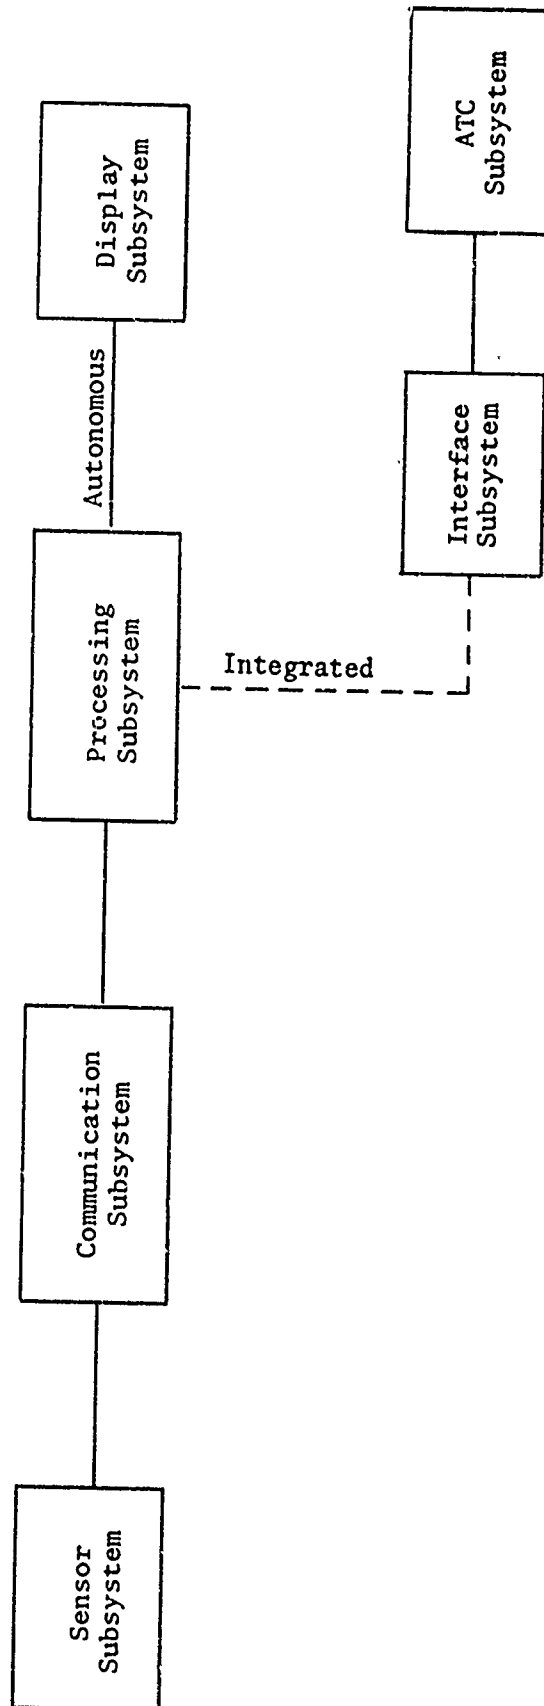 Sensor
Subsystem
Communication
Subsystem
Processing
Subsystem
Autonomous
Display
Subsystem
Integrated
Interface
Subsystem
ATC
Subsystem